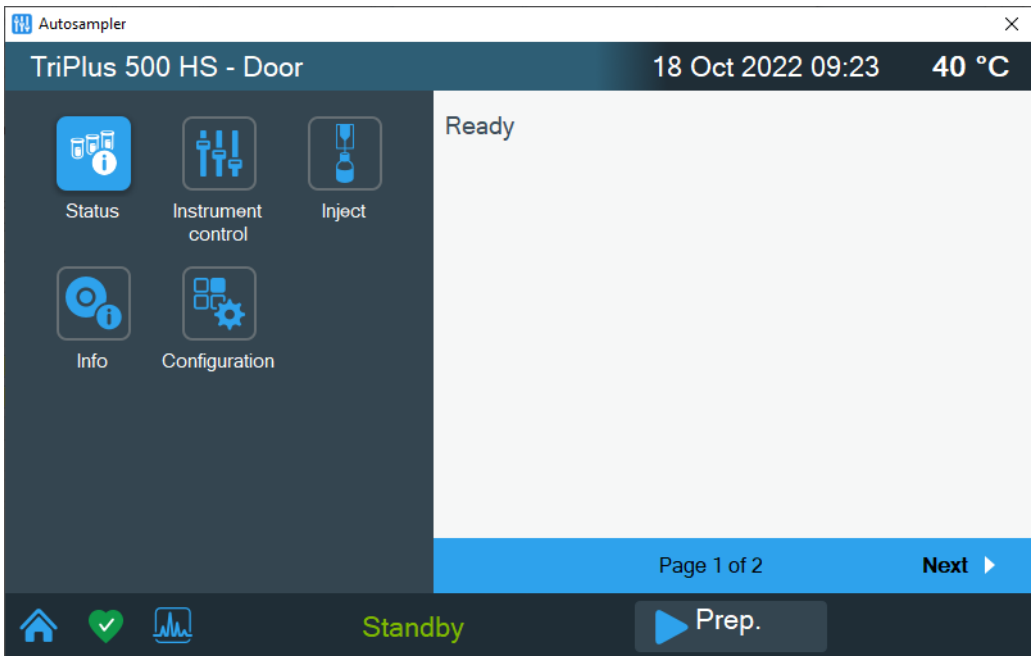 Autosampler
TriPlus 500 HS - Door
18 Oct 2022 09:23
40 °C
Status
Instrument
control
Inject
Info
Configuration
Ready
Page 1 of 2
Next
Standby
Prep.